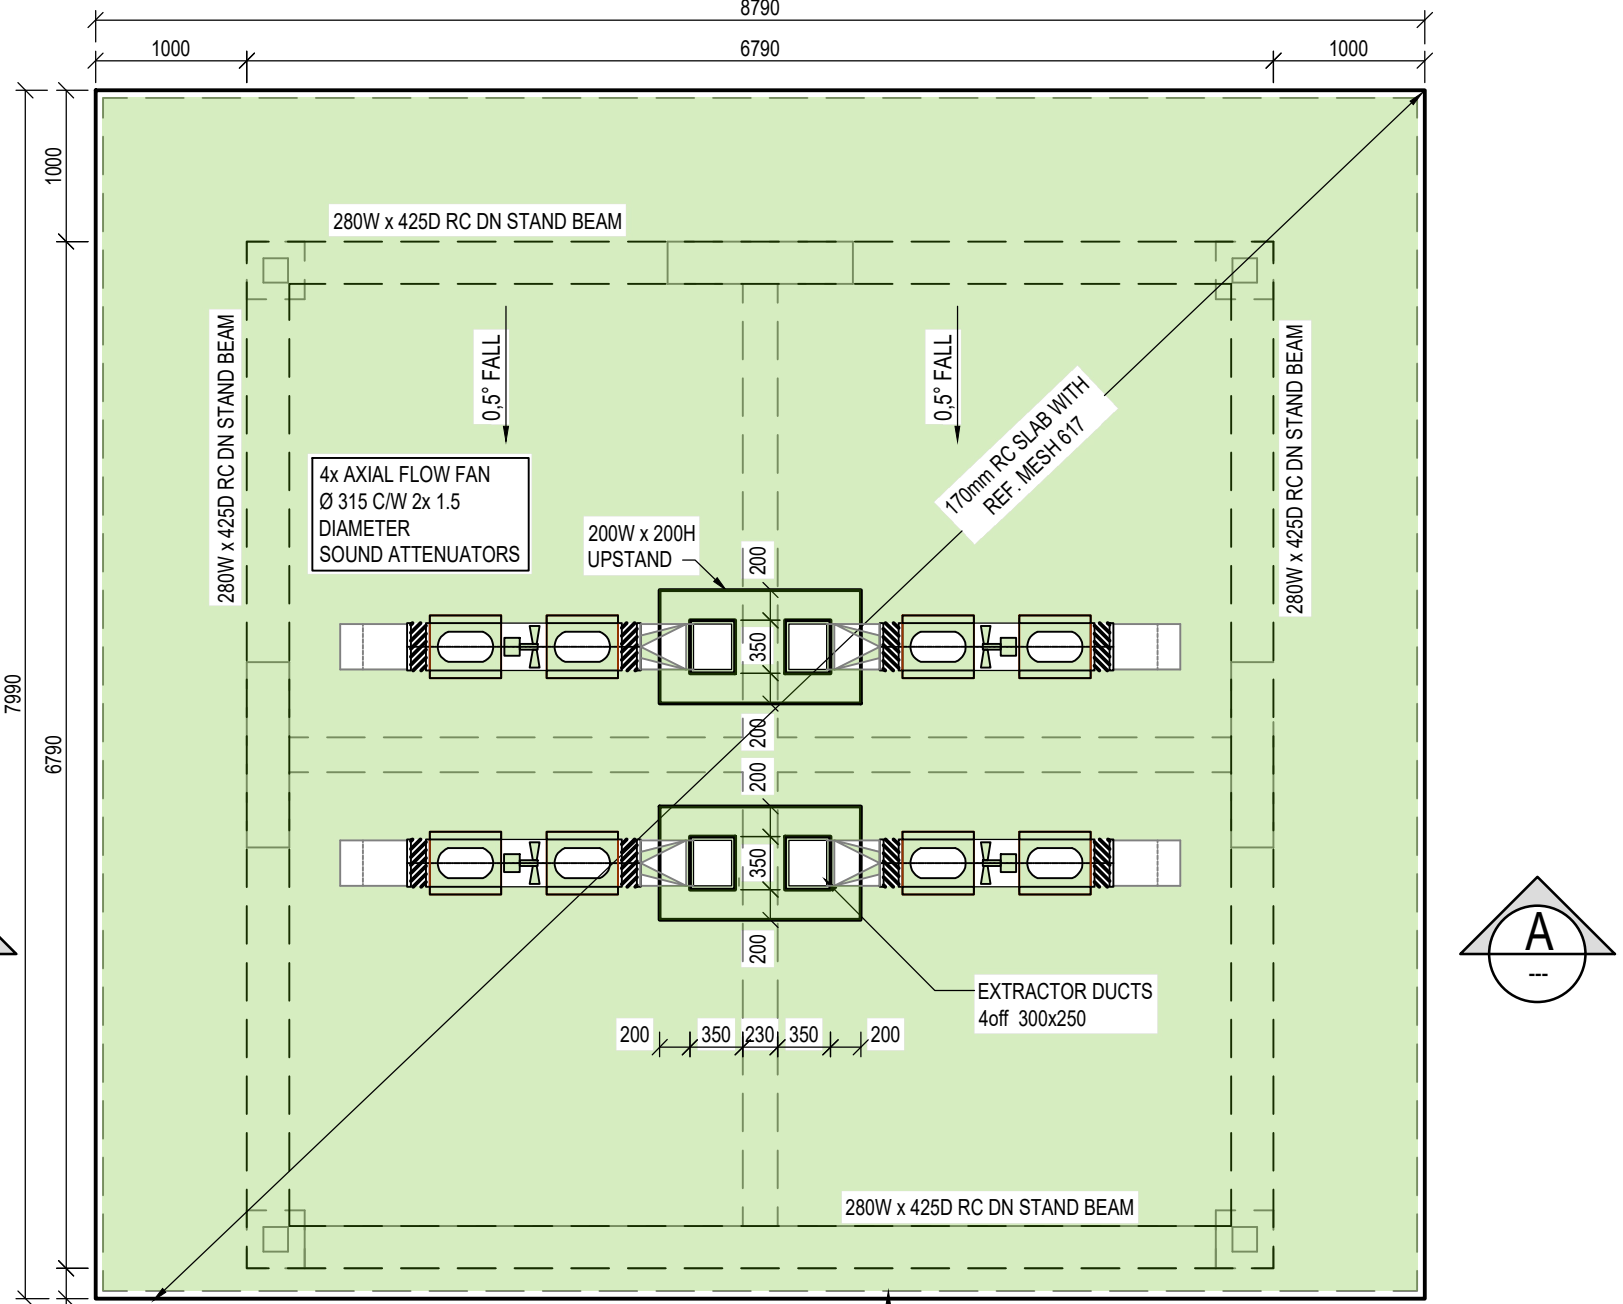 8790
1000
6790
1000
1000
280W x 425D RC DN STAND BEAM
280W x 425D RC DN STAND BEAM
0,5° FALL
0,5° FALL
280W x 425D RC DN STAND BEAM
170mm RC SLAB WITH
REF. MESH 617
4x AXIAL FLOW FAN
Ø 315 C/W 2x 1.5
DIAMETER
SOUND ATTENUATORS
200W x 200H
UPSTAND
200
350
200
7990
6790
200
350
200
A
---
EXTRACTOR DUCTS
4off 300x250
200
350
230
350
200
280W x 425D RC DN STAND BEAM